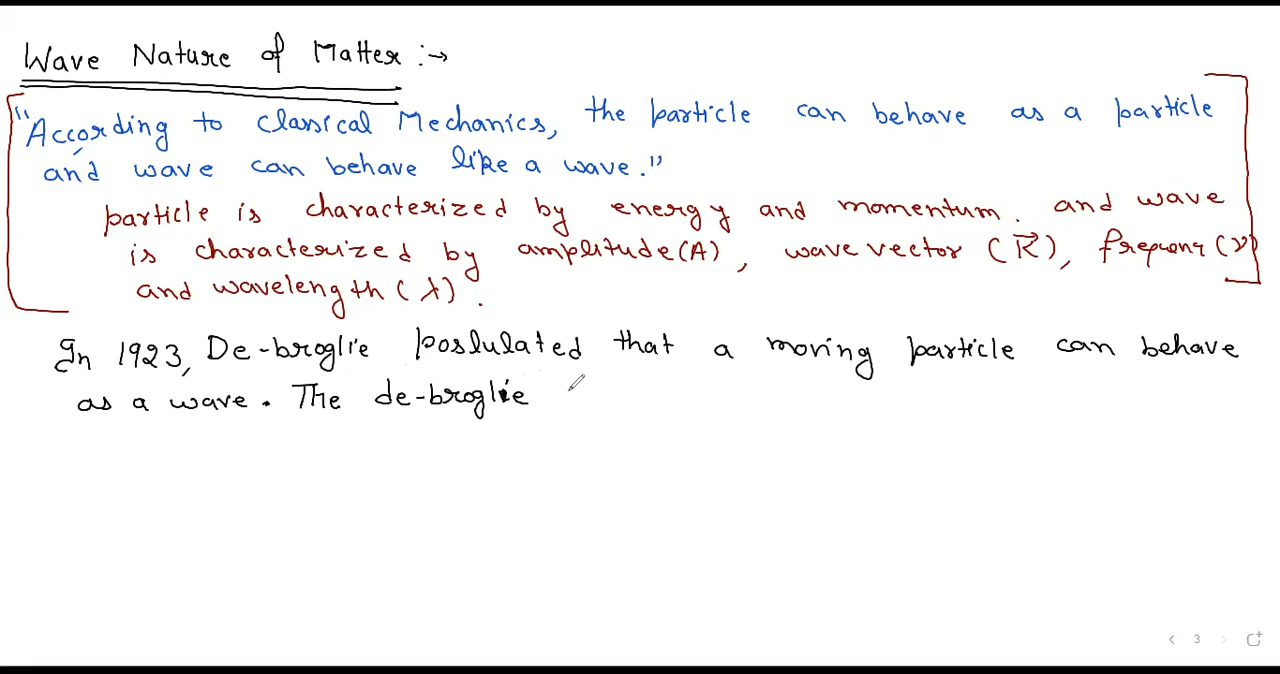 Wave Nature of Matter :→
"According to classical Mechanics, the particle can behave as a particle
and wave can behave like a wave."
particle is characterized by energy and momentum. and wave
is characterized by amplitude (A), wave vector (K⃗), frequency (ν)
and wavelength (λ).
In 1923, De-broglie postulated that a moving particle can behave
as a wave. The de-broglie
3